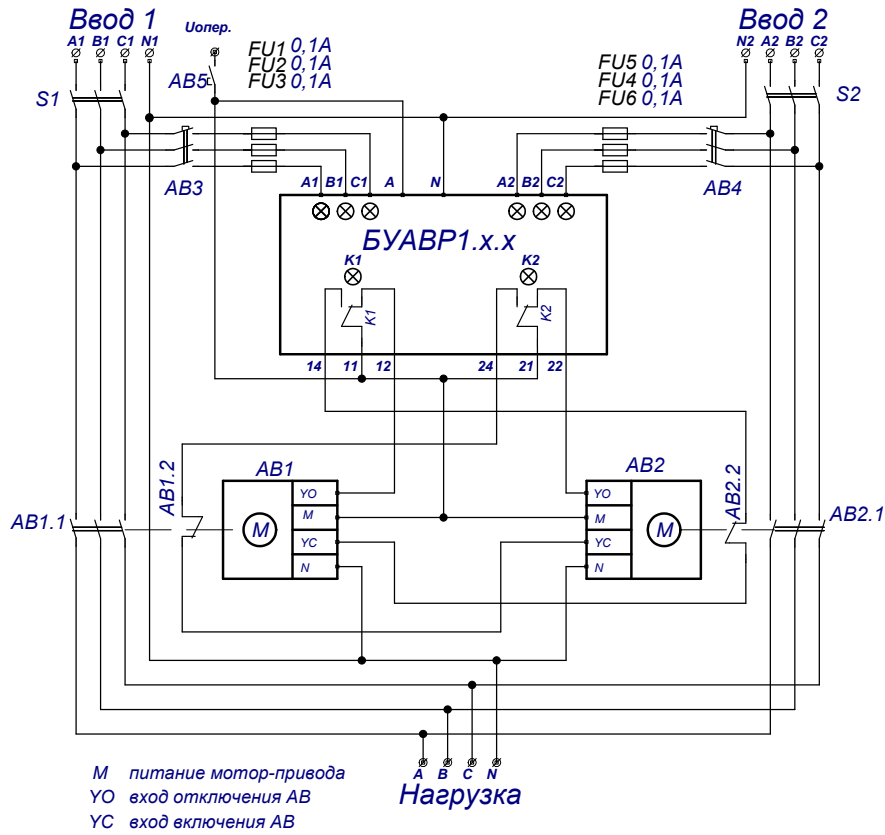 Ввод 1
Ввод 2
A1 B1 C1 N1
Uопер.
N2 A2 B2 C2
FU1 0,1A
FU2 0,1A
FU3 0,1A
FU5 0,1A
FU4 0,1A
FU6 0,1A
AB5
S1
S2
AB3
AB4
A1 B1 C1 A N A2 B2 C2
БУАВР1.x.x
K1
K2
K1
K2
14 11 12 24 21 22
AB1.2
AB1
AB2
AB2.2
YO
YO
AB1.1
M
M
M
M
AB2.1
YC
YC
N
N
A B C N
Нагрузка
M питание мотор-привода
YO вход отключения АВ
YC вход включения АВ